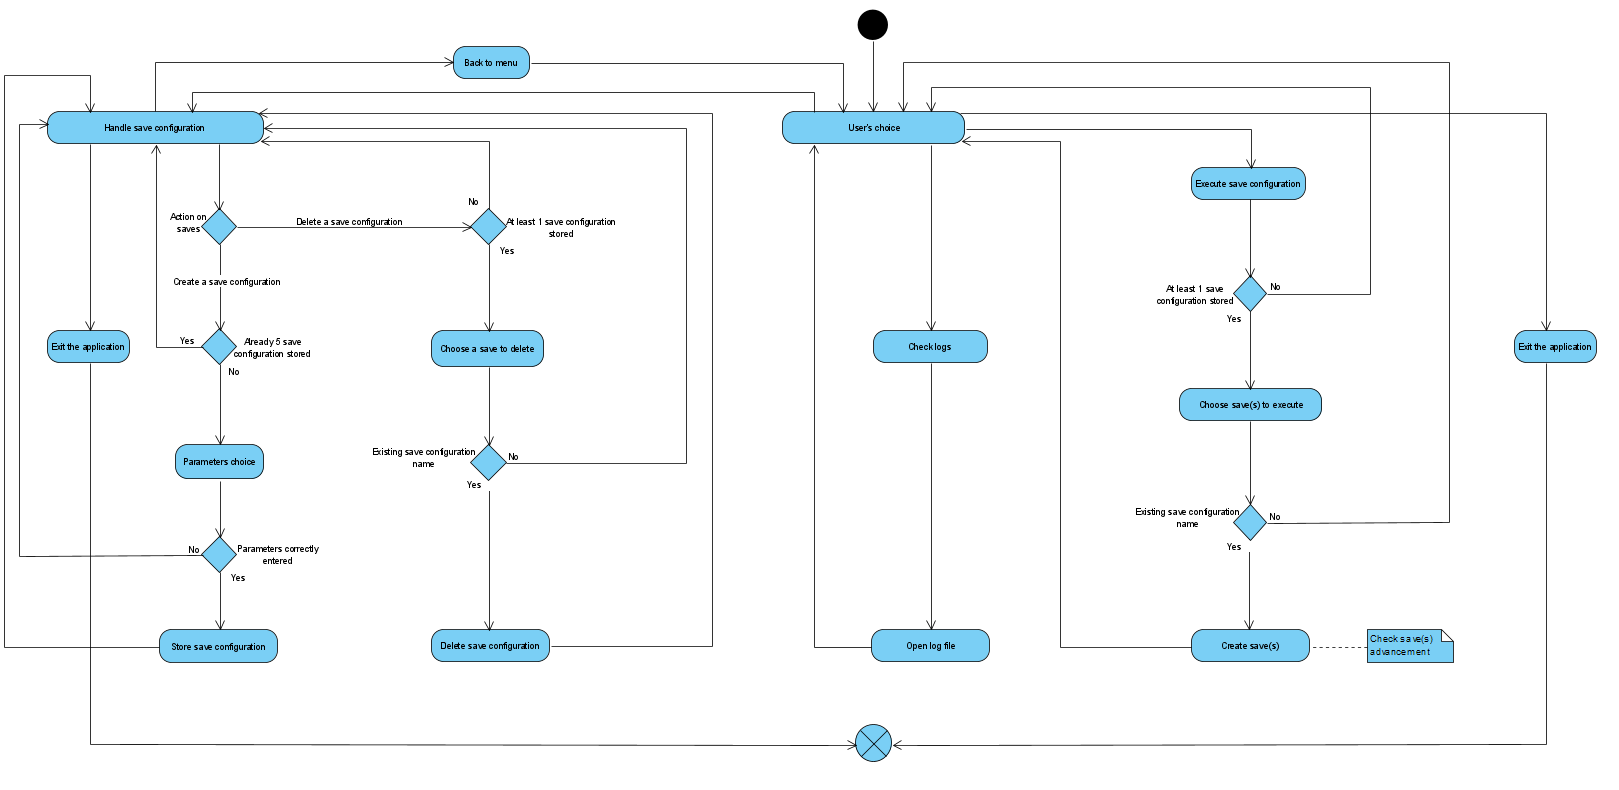 Back to menu
Handle save configuration
User's choice
Execute save configuration
No
Action on
saves
Delete a save configuration
At least 1 save configuration
stored
Yes
Create a save configuration
At least 1 save
configuration stored
No
Yes
Exit the application
Yes
Already 5 save
configuration stored
No
Choose a save to delete
Check logs
Exit the application
Choose save(s) to execute
Parameters choice
Existing save configuration
name
No
Yes
Existing save configuration
name
No
Yes
No
Parameters correctly
entered
Yes
Store save configuration
Delete save configuration
Open log file
Create save(s)
Check save(s)
advancement